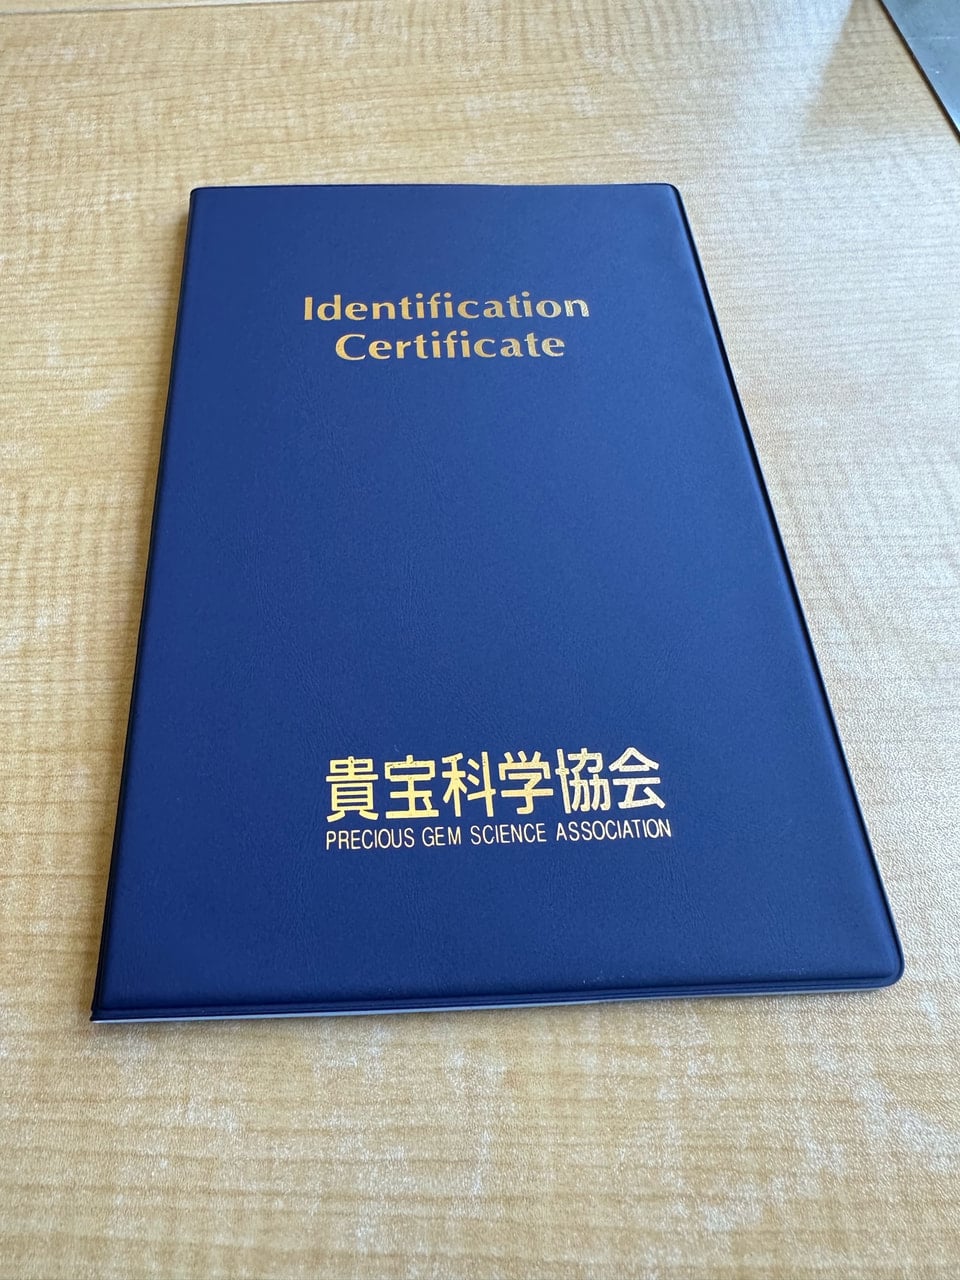 Identification
Certificate
貴宝科学協会
PRECIOUS GEM SCIENCE ASSOCIATION